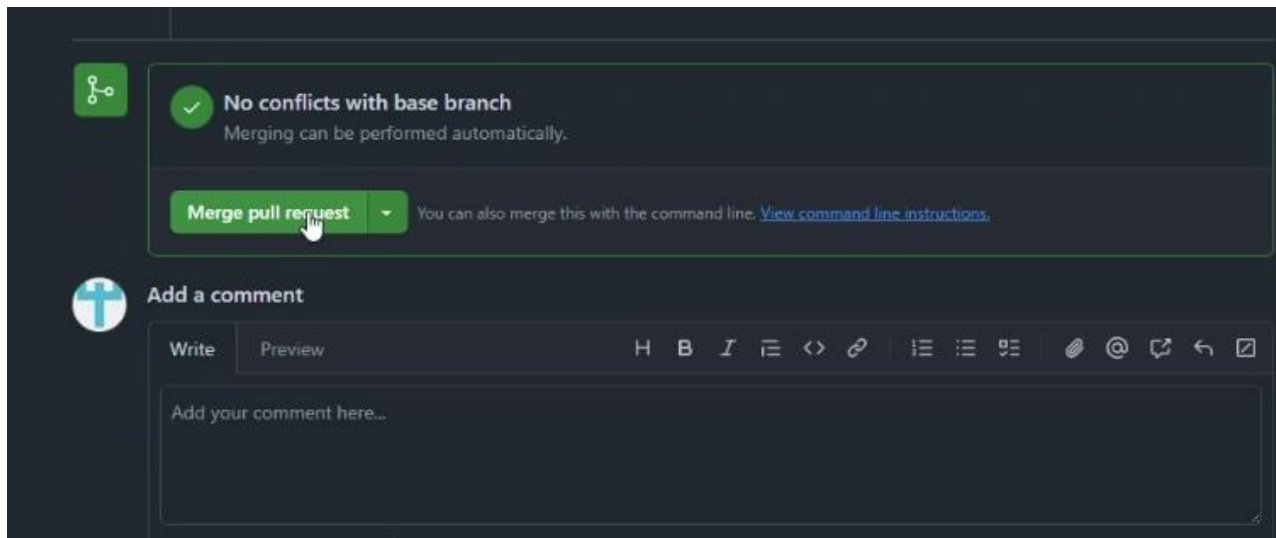 No conflicts with base branch
Merging can be performed automatically.
Merge pull request
You can also merge this with the command line. View command line instructions.
Add a comment
Write
Preview
Add your comment here...